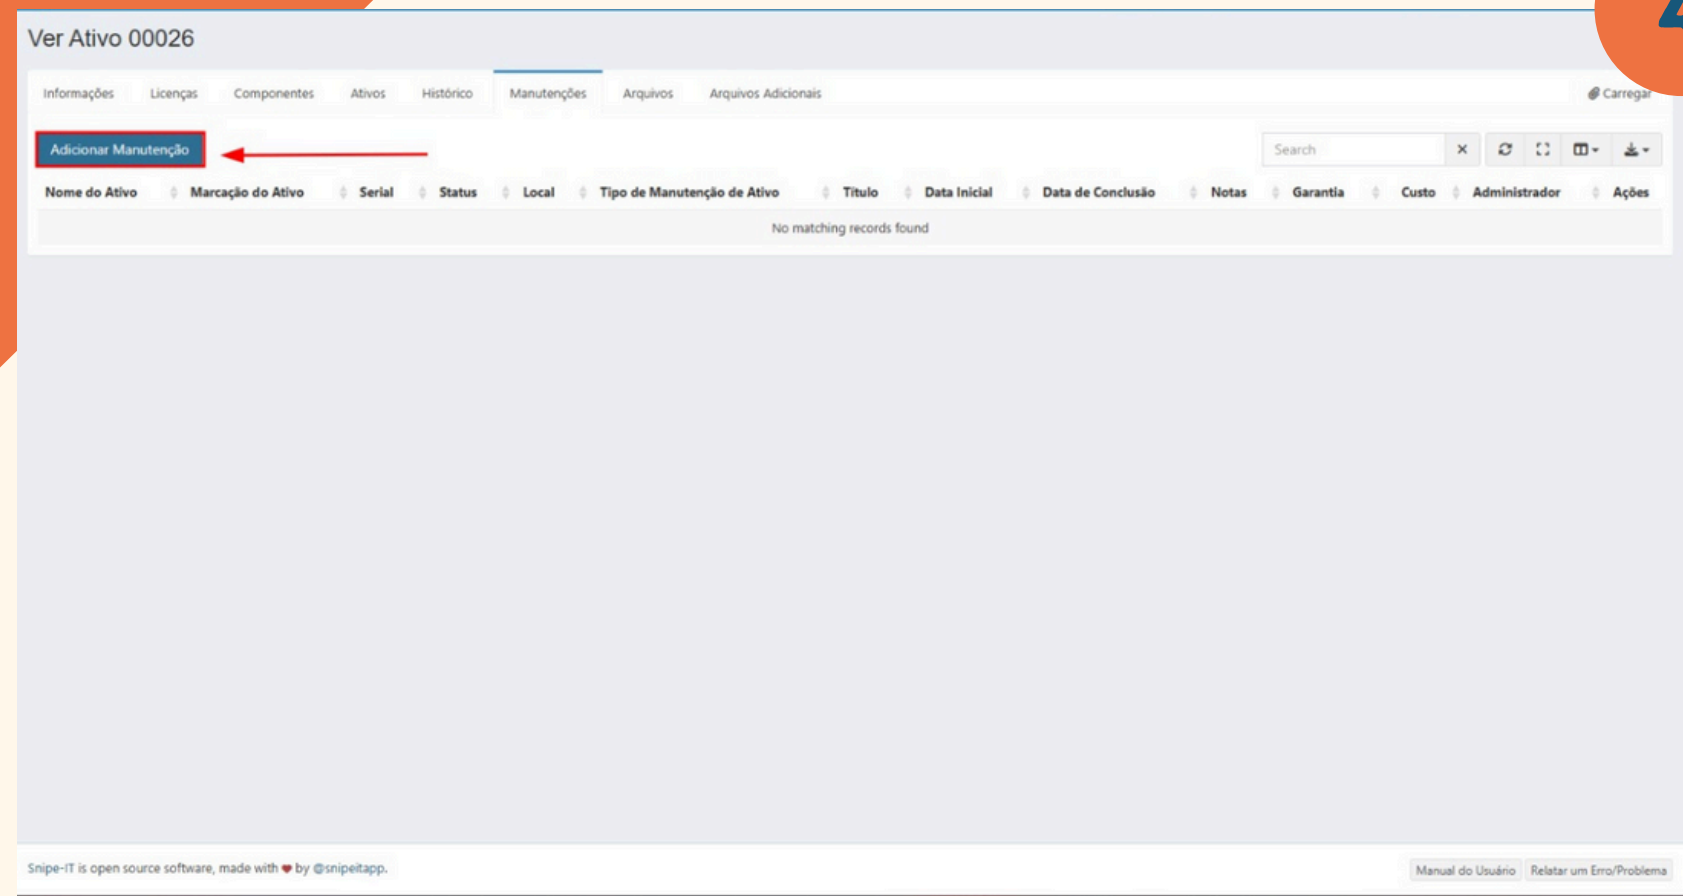 Ver Ativo 00026
Informações Licenças Componentes Ativos Histórico Manutenções Arquivos Arquivos Adicionais Carregar
Adicionar Manutenção Search
Nome do Ativo Marcação do Ativo Serial Status Local Tipo de Manutenção de Ativo Título Data Inicial Data de Conclusão Notas Garantia Custo Administrador Ações
No matching records found
Snipe-IT is open source software, made with ♥ by @snipeitapp.
Manual do Usuário Relatar um Erro/Problema